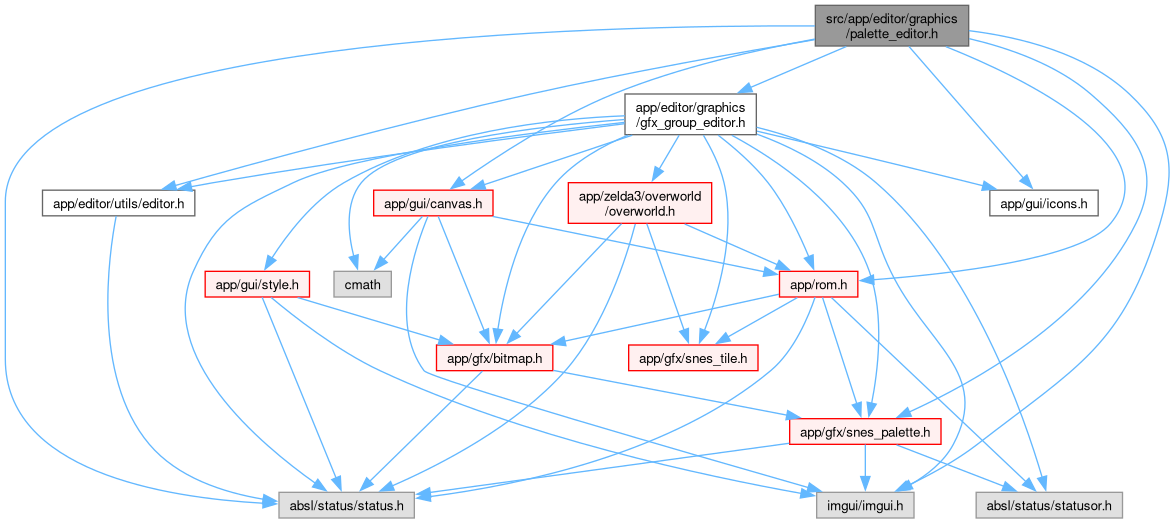 src/app/editor/graphics
/palette_editor.h
app/editor/graphics
/gfx_group_editor.h
app/editor/utils/editor.h
app/gui/canvas.h
app/zelda3/overworld
/overworld.h
app/gui/icons.h
app/gui/style.h
cmath
app/rom.h
app/gfx/bitmap.h
app/gfx/snes_tile.h
app/gfx/snes_palette.h
absl/status/status.h
imgui/imgui.h
absl/status/statusor.h